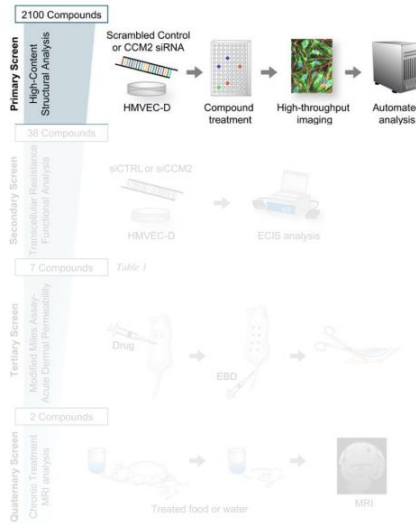 2100 Compounds
Primary Screen
High-Content
Structural Analysis
Scrambled Control
or CCM2 siRNA
HMVEC-D
Compound
treatment
High-throughput
imaging
Automated
analysis
38 Compounds
Secondary Screen
Transcellular Resistance
Functional Analysis
siCTRL or siCCM2
HMVEC-D
ECIS analysis
7 Compounds
Table 1
Tertiary Screen
Modified Miles Assay-
Acute Dermal Permeability
Drug
EBD
2 Compounds
Quaternary Screen
Chronic Treatment
MRI analysis
Treated food or water
MRI